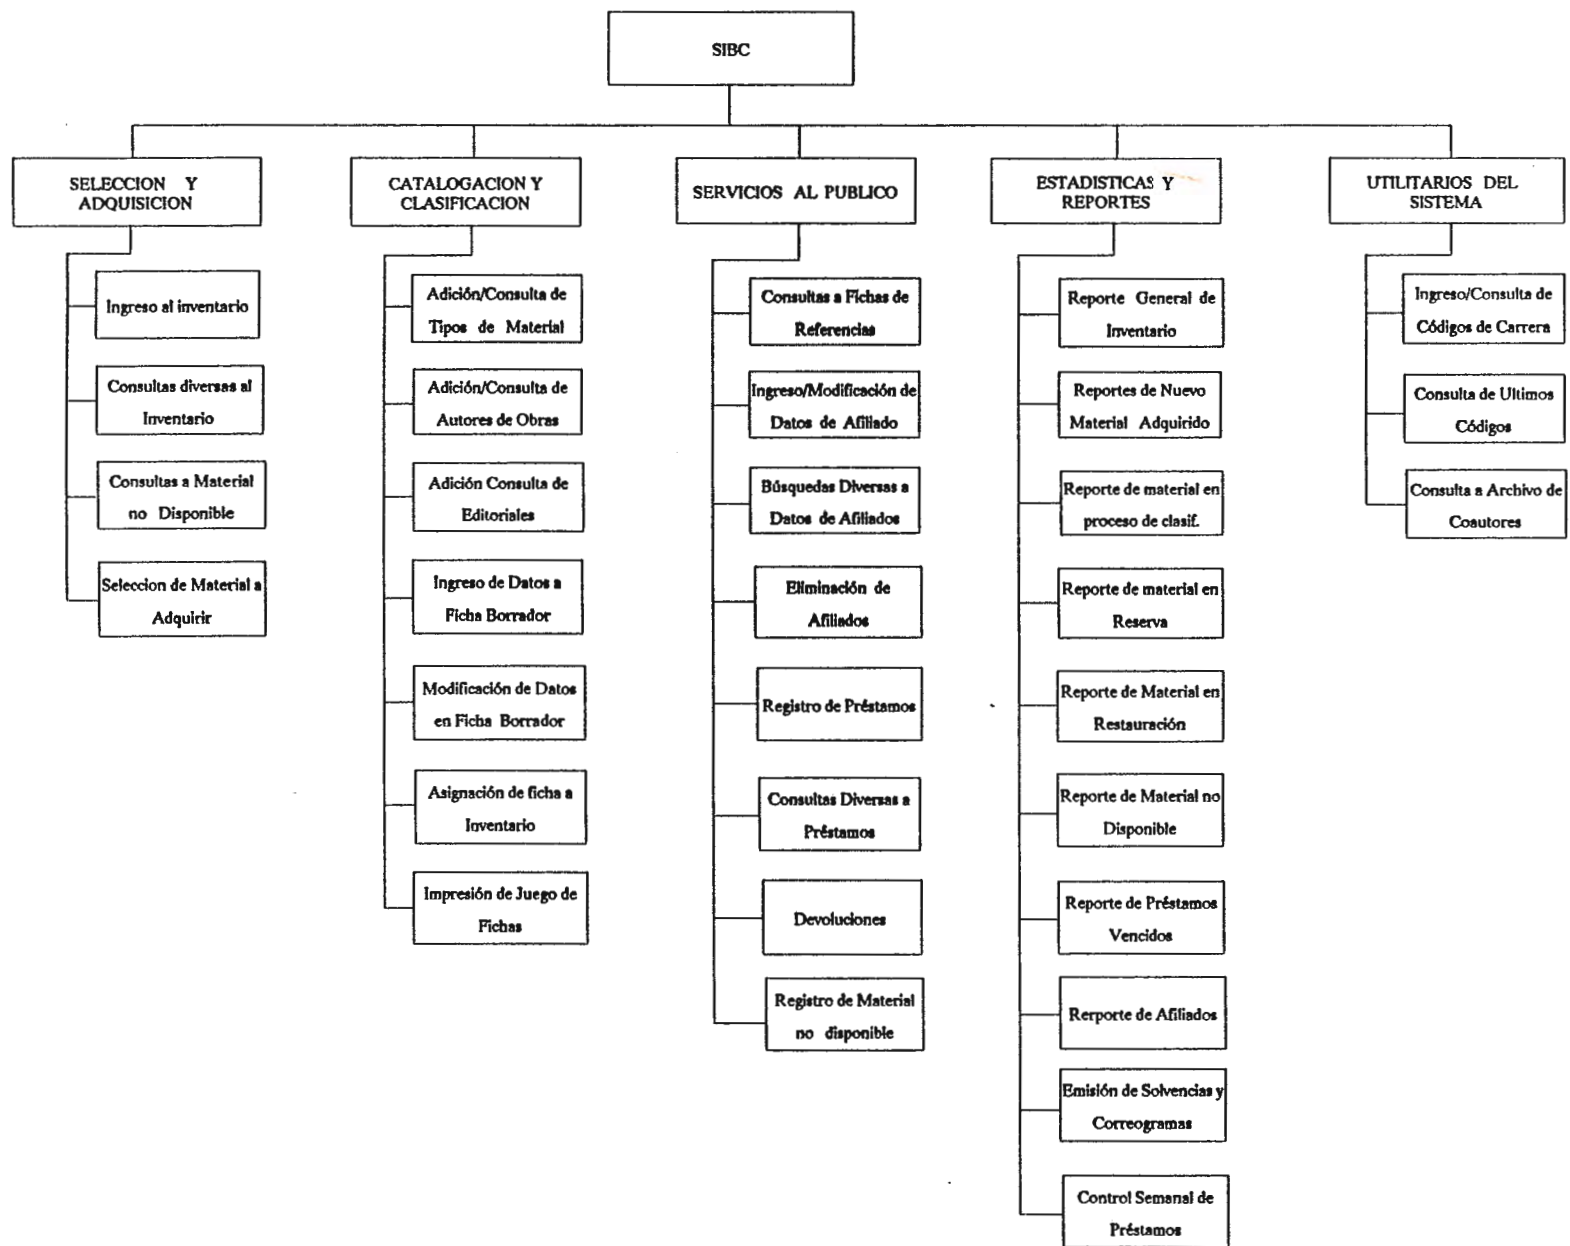 SIBC
SELECCION Y
ADQUISICION
Ingreso al inventario
Consultas diversas al
Inventario
Consultas a Material
no Disponible
Seleccion de Material a
Adquirir
CATALOGACION Y
CLASIFICACION
Adición/Consulta de
Tipos de Material
Adición/Consulta de
Autores de Obras
Adición Consulta de
Editoriales
Ingreso de Datos a
Ficha Borrador
Modificación de Datos
en Ficha Borrador
Asignación de ficha a
Inventario
Impresión de Juego de
Fichas
SERVICIOS AL PUBLICO
Consultas a Fichas de
Referencias
Ingreso/Modificación de
Datos de Afiliado
Búsquedas Diversas a
Datos de Afiliados
Eliminación de
Afiliados
Registro de Préstamos
Consultas Diversas a
Préstamos
Devoluciones
Registro de Material
no disponible
ESTADISTICAS Y
REPORTES
Reporte General de
Inventario
Reportes de Nuevo
Material Adquirido
Reporte de material en
proceso de clasif.
Reporte de material en
Reserva
Reporte de Material en
Restauración
Reporte de Material no
Disponible
Reporte de Préstamos
Vencidos
Rerporte de Afiliados
Emisión de Solvencias y
Correogramas
Control Semanal de
Préstamos
UTILITARIOS DEL
SISTEMA
Ingreso/Consulta de
Códigos de Carrera
Consulta de Ultimos
Códigos
Consulta a Archivo de
Coautores